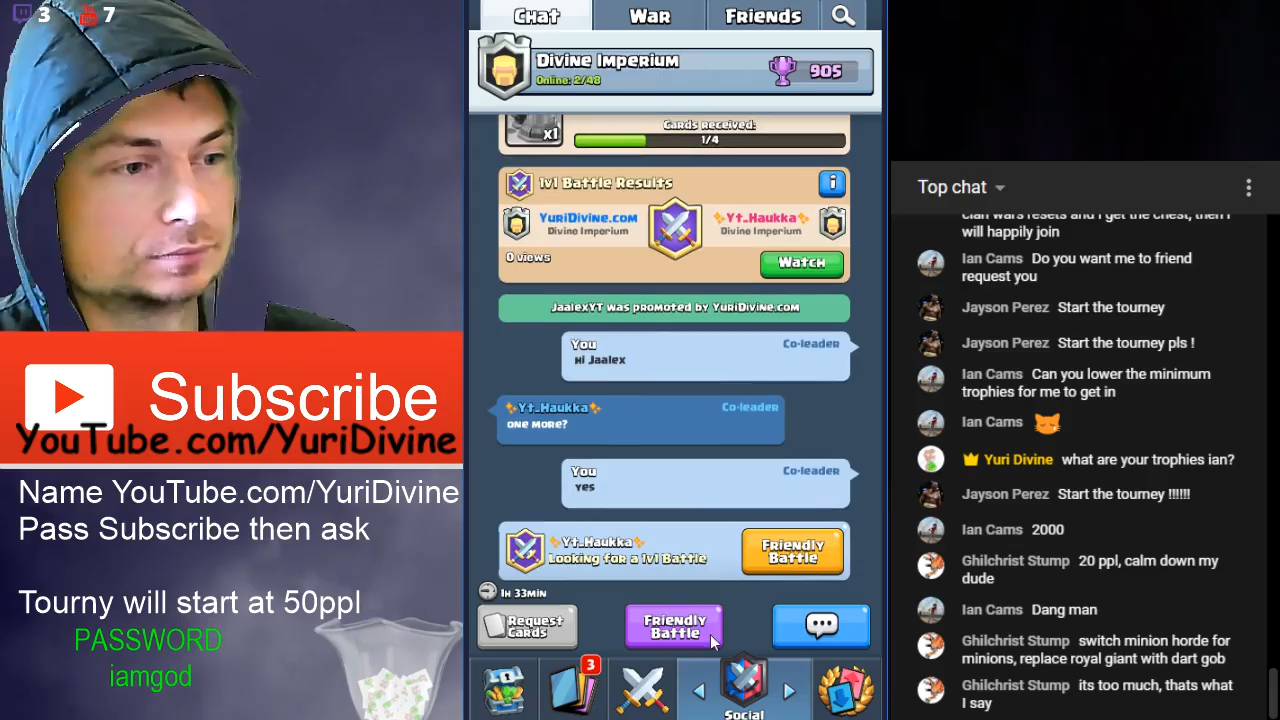 3
7
Subscribe
YouTube.com/YuriDivine
Name YouTube.com/YuriDivine
Pass Subscribe then ask
Tourny will start at 50ppl
PASSWORD
iamgod
Chat
War
Friends
Divine Imperium
Online: 2/48
905
x1
Cards received:
1/4
1v1 Battle Results
i
YuriDivine.com
Divine Imperium
Yt_Haukka
Divine Imperium
0 views
Watch
JaalexYT was promoted by YuriDivine.com
You
Co-leader
Hi Jaalex
Yt_Haukka
Co-leader
one more?
You
Co-leader
yes
Yt_Haukka
Looking for a 1v1 Battle
Friendly
Battle
1h 33min
Request
Cards
Friendly
Battle
1
3
Social
Top chat
clan wars resets and I get the chest, then I
will happily join
Ian Cams Do you want me to friend
request you
Jayson Perez Start the tourney
Jayson Perez Start the tourney pls !
Ian Cams Can you lower the minimum
trophies for me to get in
Ian Cams
Yuri Divine what are your trophies ian?
Jayson Perez Start the tourney !!!!!!
Ian Cams 2000
Ghilchrist Stump 20 ppl, calm down my
dude
Ian Cams Dang man
Ghilchrist Stump switch minion horde for
minions, replace royal giant with dart gob
Ghilchrist Stump its too much, thats what
I say